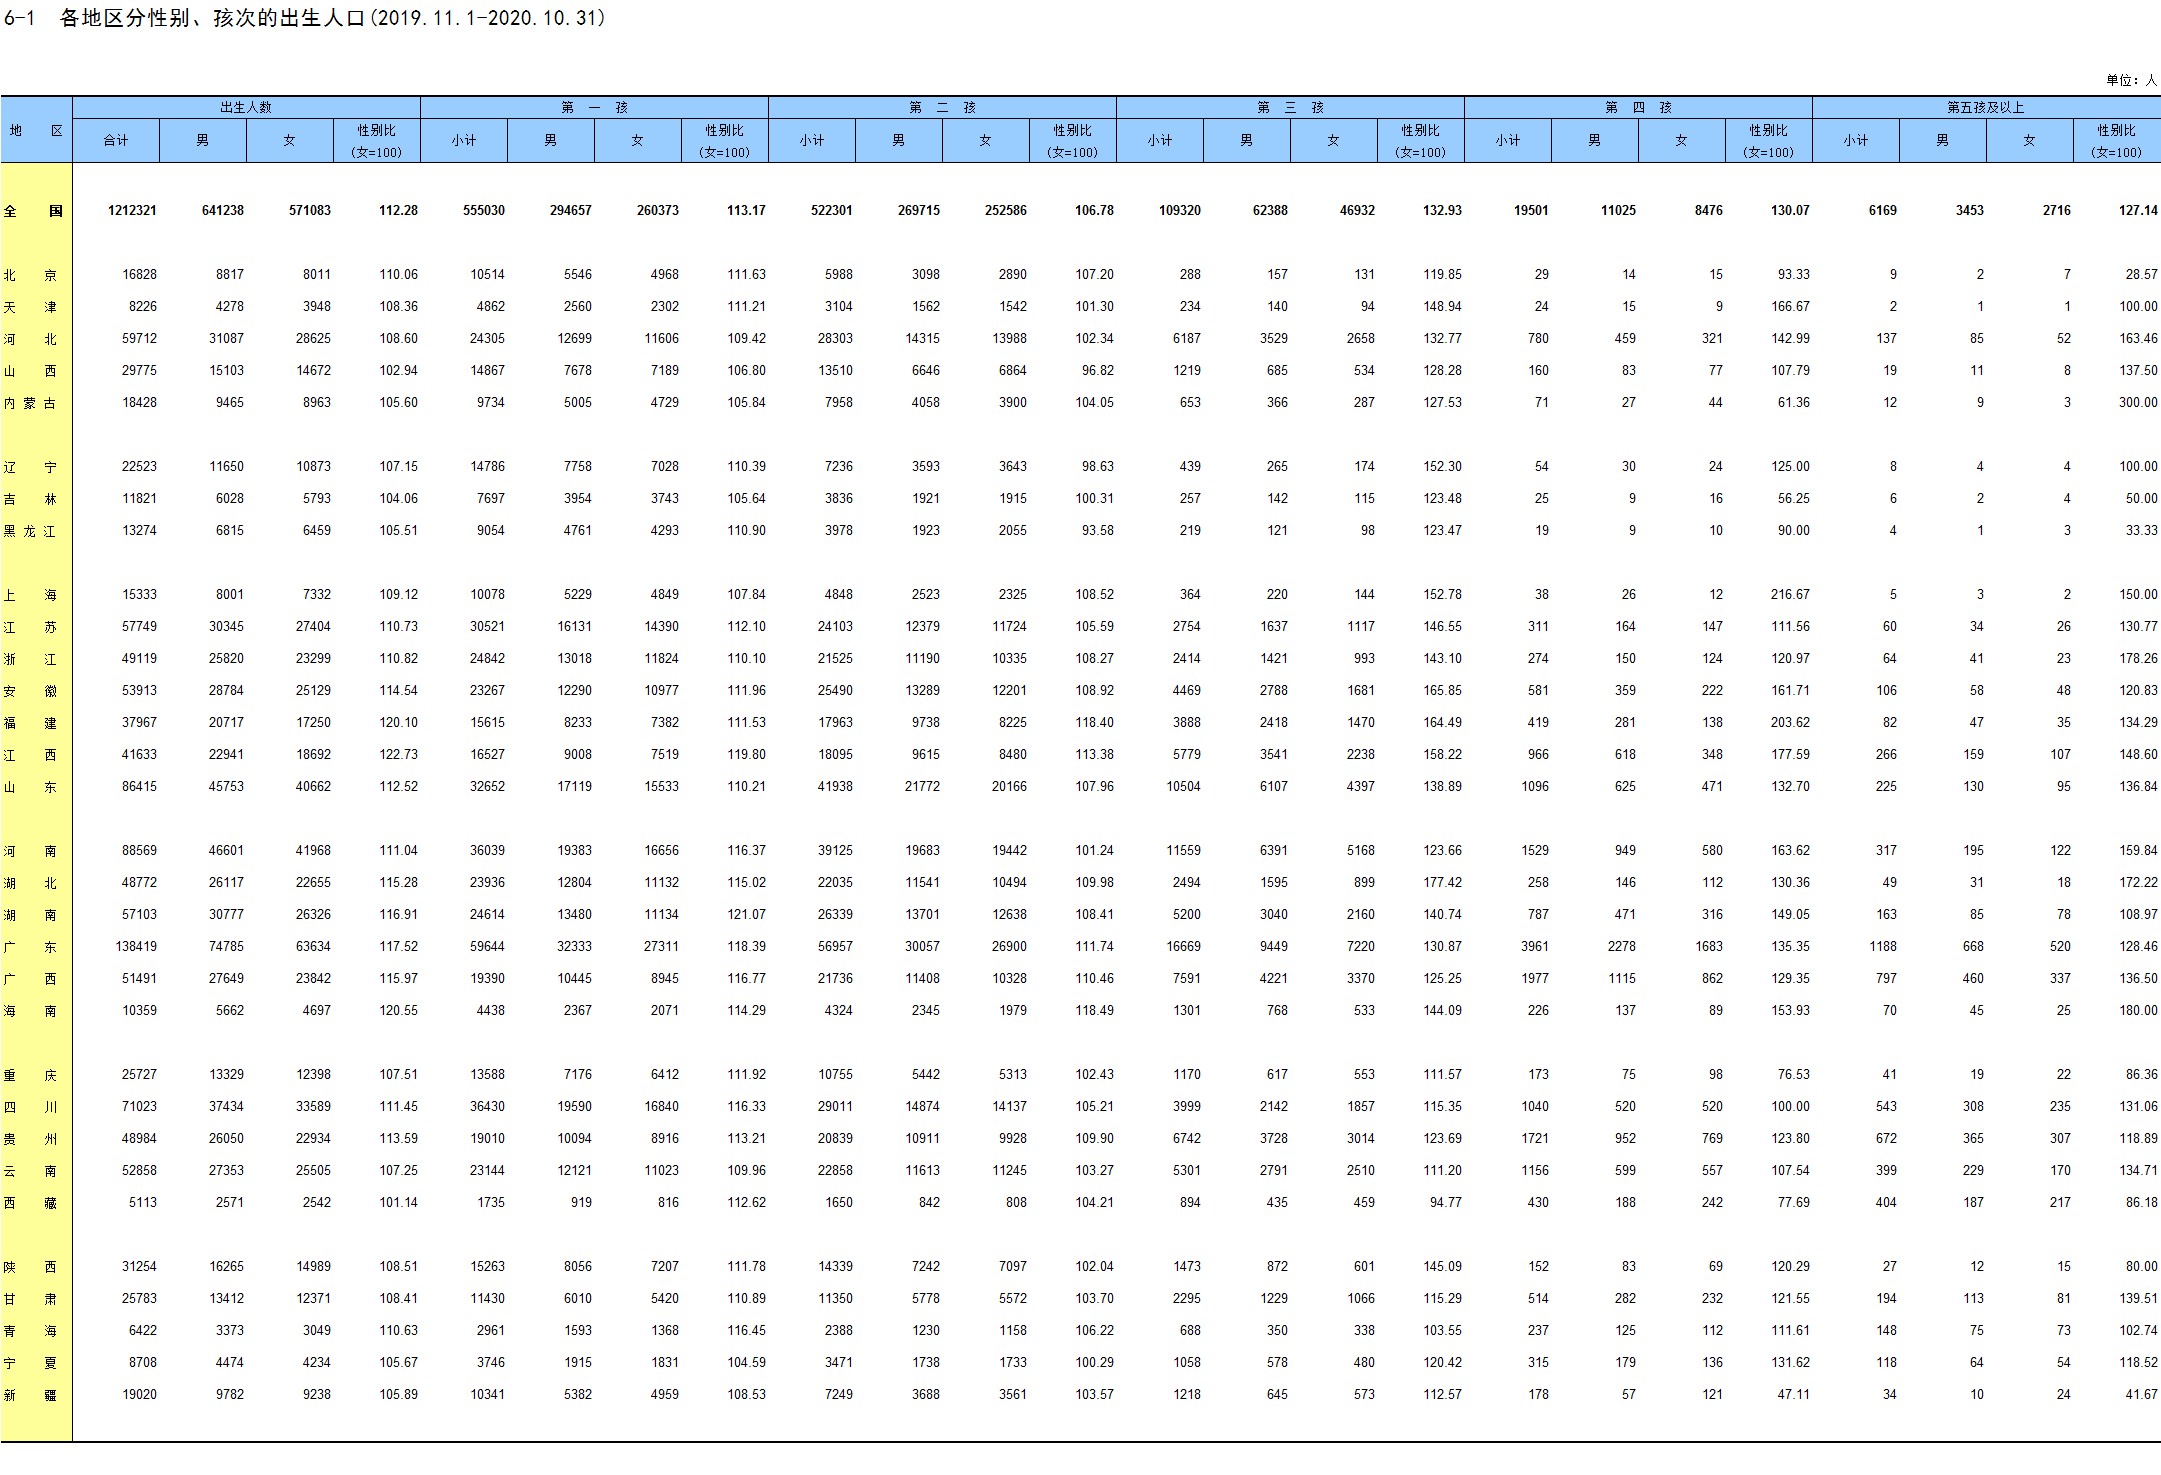 6-1 各地区分性别、孩次的出生人口(2019.11.1-2020.10.31)
单位：人
地 区 出生人数 第 一 孩 第 二 孩 第 三 孩 第 四 孩 第五孩及以上
合计 男 女 性别比 小计 男 女 性别比 小计 男 女 性别比 小计 男 女 性别比 小计 男 女 性别比 小计 男 女 性别比
(女=100) (女=100) (女=100) (女=100) (女=100) (女=100)
全 国 1212321 641238 571083 112.28 555030 294657 260373 113.17 522301 269715 252586 106.78 109320 62388 46932 132.93 19501 11025 8476 130.07 6169 3453 2716 127.14
北 京 16828 8817 8011 110.06 10514 5546 4968 111.63 5988 3098 2890 107.20 288 157 131 119.85 29 14 15 93.33 9 2 7 28.57
天 津 8226 4278 3948 108.36 4862 2560 2302 111.21 3104 1562 1542 101.30 234 140 94 148.94 24 15 9 166.67 2 1 1 100.00
河 北 59712 31087 28625 108.60 24305 12699 11606 109.42 28303 14315 13988 102.34 6187 3529 2658 132.77 780 459 321 142.99 137 85 52 163.46
山 西 29775 15103 14672 102.94 14867 7678 7189 106.80 13510 6646 6864 96.82 1219 685 534 128.28 160 83 77 107.79 19 11 8 137.50
内 蒙 古 18428 9465 8963 105.60 9734 5005 4729 105.84 7958 4058 3900 104.05 653 366 287 127.53 71 27 44 61.36 12 9 3 300.00
辽 宁 22523 11650 10873 107.15 14786 7758 7028 110.39 7236 3593 3643 98.63 439 265 174 152.30 54 30 24 125.00 8 4 4 100.00
吉 林 11821 6028 5793 104.06 7697 3954 3743 105.64 3836 1921 1915 100.31 257 142 115 123.48 25 9 16 56.25 6 2 4 50.00
黑 龙 江 13274 6815 6459 105.51 9054 4761 4293 110.90 3978 1923 2055 93.58 219 121 98 123.47 19 9 10 90.00 4 1 3 33.33
上 海 15333 8001 7332 109.12 10078 5229 4849 107.84 4848 2523 2325 108.52 364 220 144 152.78 38 26 12 216.67 5 3 2 150.00
江 苏 57749 30345 27404 110.73 30521 16131 14390 112.10 24103 12379 11724 105.59 2754 1637 1117 146.55 311 164 147 111.56 60 34 26 130.77
浙 江 49119 25820 23299 110.82 24842 13018 11824 110.10 21525 11190 10335 108.27 2414 1421 993 143.10 274 150 124 120.97 64 41 23 178.26
安 徽 53913 28784 25129 114.54 23267 12290 10977 111.96 25490 13289 12201 108.92 4469 2788 1681 165.85 581 359 222 161.71 106 58 48 120.83
福 建 37967 20717 17250 120.10 15615 8233 7382 111.53 17963 9738 8225 118.40 3888 2418 1470 164.49 419 281 138 203.62 82 47 35 134.29
江 西 41633 22941 18692 122.73 16527 9008 7519 119.80 18095 9615 8480 113.38 5779 3541 2238 158.22 966 618 348 177.59 266 159 107 148.60
山 东 86415 45753 40662 112.52 32652 17119 15533 110.21 41938 21772 20166 107.96 10504 6107 4397 138.89 1096 625 471 132.70 225 130 95 136.84
河 南 88569 46601 41968 111.04 36039 19383 16656 116.37 39125 19683 19442 101.24 11559 6391 5168 123.66 1529 949 580 163.62 317 195 122 159.84
湖 北 48772 26117 22655 115.28 23936 12804 11132 115.02 22035 11541 10494 109.98 2494 1595 899 177.42 258 146 112 130.36 49 31 18 172.22
湖 南 57103 30777 26326 116.91 24614 13480 11134 121.07 26339 13701 12638 108.41 5200 3040 2160 140.74 787 471 316 149.05 163 85 78 108.97
广 东 138419 74785 63634 117.52 59644 32333 27311 118.39 56957 30057 26900 111.74 16669 9449 7220 130.87 3961 2278 1683 135.35 1188 668 520 128.46
广 西 51491 27649 23842 115.97 19390 10445 8945 116.77 21736 11408 10328 110.46 7591 4221 3370 125.25 1977 1115 862 129.35 797 460 337 136.50
海 南 10359 5662 4697 120.55 4438 2367 2071 114.29 4324 2345 1979 118.49 1301 768 533 144.09 226 137 89 153.93 70 45 25 180.00
重 庆 25727 13329 12398 107.51 13588 7176 6412 111.92 10755 5442 5313 102.43 1170 617 553 111.57 173 75 98 76.53 41 19 22 86.36
四 川 71023 37434 33589 111.45 36430 19590 16840 116.33 29011 14874 14137 105.21 3999 2142 1857 115.35 1040 520 520 100.00 543 308 235 131.06
贵 州 48984 26050 22934 113.59 19010 10094 8916 113.21 20839 10911 9928 109.90 6742 3728 3014 123.69 1721 952 769 123.80 672 365 307 118.89
云 南 52858 27353 25505 107.25 23144 12121 11023 109.96 22858 11613 11245 103.27 5301 2791 2510 111.20 1156 599 557 107.54 399 229 170 134.71
西 藏 5113 2571 2542 101.14 1735 919 816 112.62 1650 842 808 104.21 894 435 459 94.77 430 188 242 77.69 404 187 217 86.18
陕 西 31254 16265 14989 108.51 15263 8056 7207 111.78 14339 7242 7097 102.04 1473 872 601 145.09 152 83 69 120.29 27 12 15 80.00
甘 肃 25783 13412 12371 108.41 11430 6010 5420 110.89 11350 5778 5572 103.70 2295 1229 1066 115.29 514 282 232 121.55 194 113 81 139.51
青 海 6422 3373 3049 110.63 2961 1593 1368 116.45 2388 1230 1158 106.22 688 350 338 103.55 237 125 112 111.61 148 75 73 102.74
宁 夏 8708 4474 4234 105.67 3746 1915 1831 104.59 3471 1738 1733 100.29 1058 578 480 120.42 315 179 136 131.62 118 64 54 118.52
新 疆 19020 9782 9238 105.89 10341 5382 4959 108.53 7249 3688 3561 103.57 1218 645 573 112.57 178 57 121 47.11 34 10 24 41.67